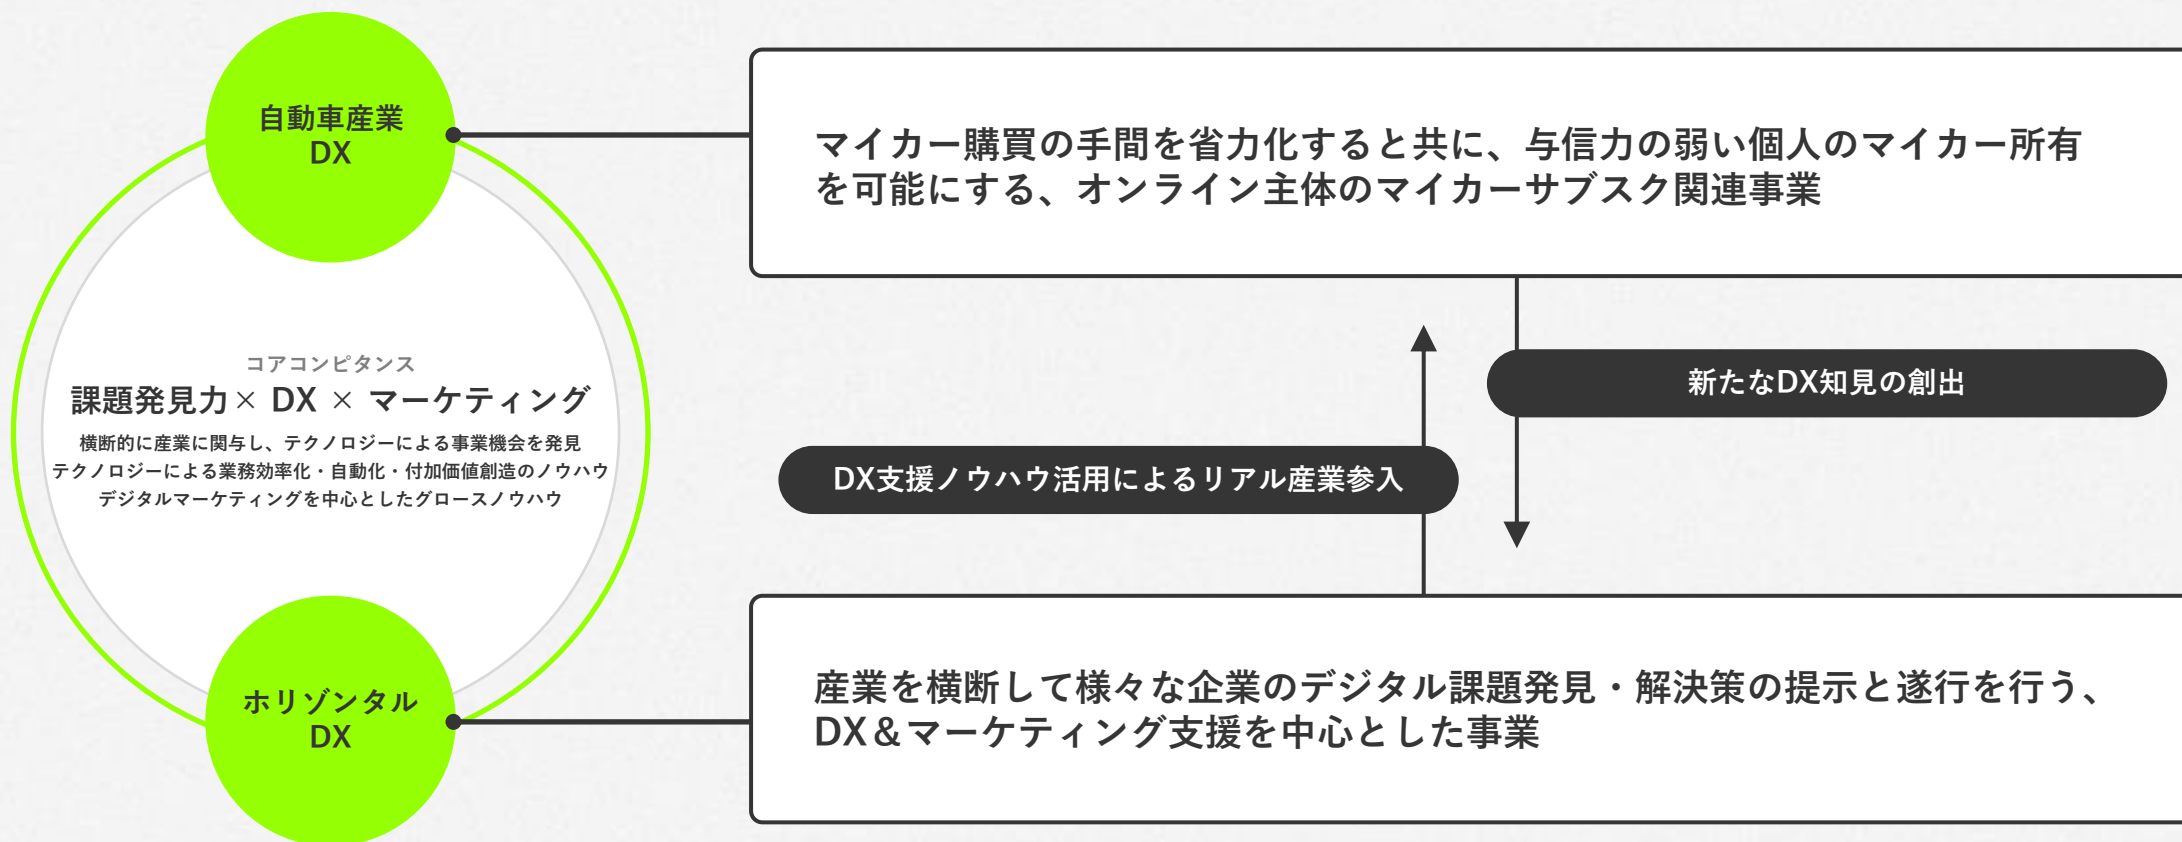 自動車産業
DX
マイカー購買の手間を省力化すると共に、与信力の弱い個人のマイカー所有
を可能にする、オンライン主体のマイカーサブスク関連事業
コアコンピタンス
課題発見力× DX × マーケティング
横断的に産業に関与し、テクノロジーによる事業機会を発見
テクノロジーによる業務効率化・自動化・付加価値創造のノウハウ
デジタルマーケティングを中心としたグロースノウハウ
新たなDX知見の創出
DX支援ノウハウ活用によるリアル産業参入
ホリゾンタル
DX
産業を横断して様々な企業のデジタル課題発見・解決策の提示と遂行を行う、
DX＆マーケティング支援を中心とした事業